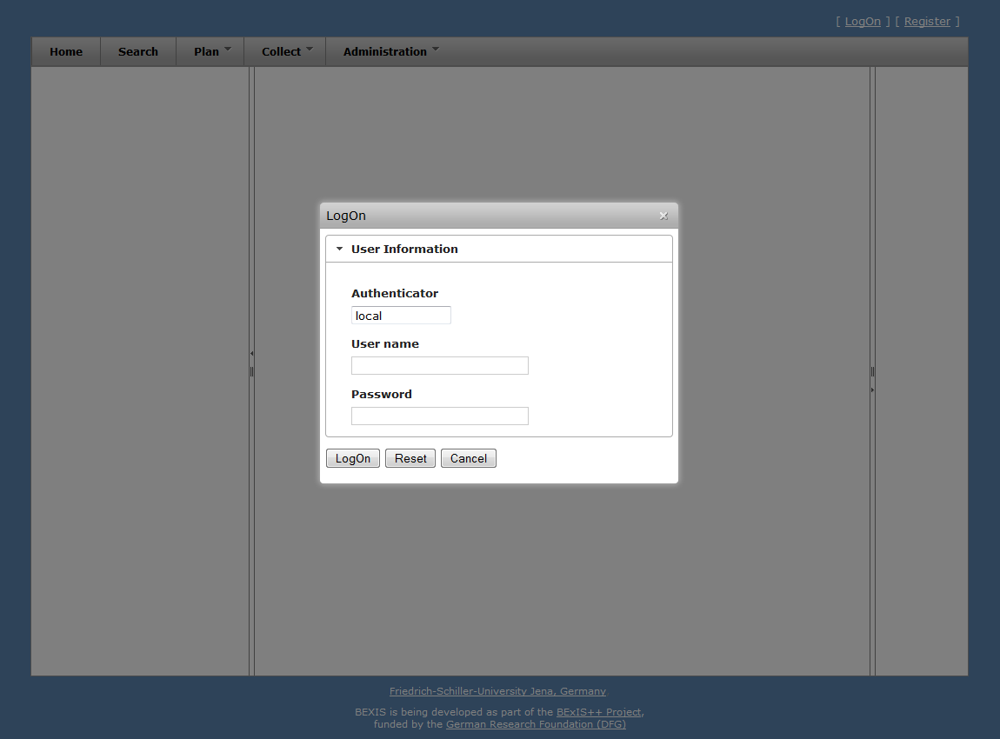 [ LogOn ] [ Register ]
Home Search Plan Collect Administration
LogOn
User Information
Authenticator
local
User name
Password
LogOn Reset Cancel
Friedrich-Schiller-University Jena, Germany
BEXIS is being developed as part of the BExIS++ Project,
funded by the German Research Foundation (DFG)